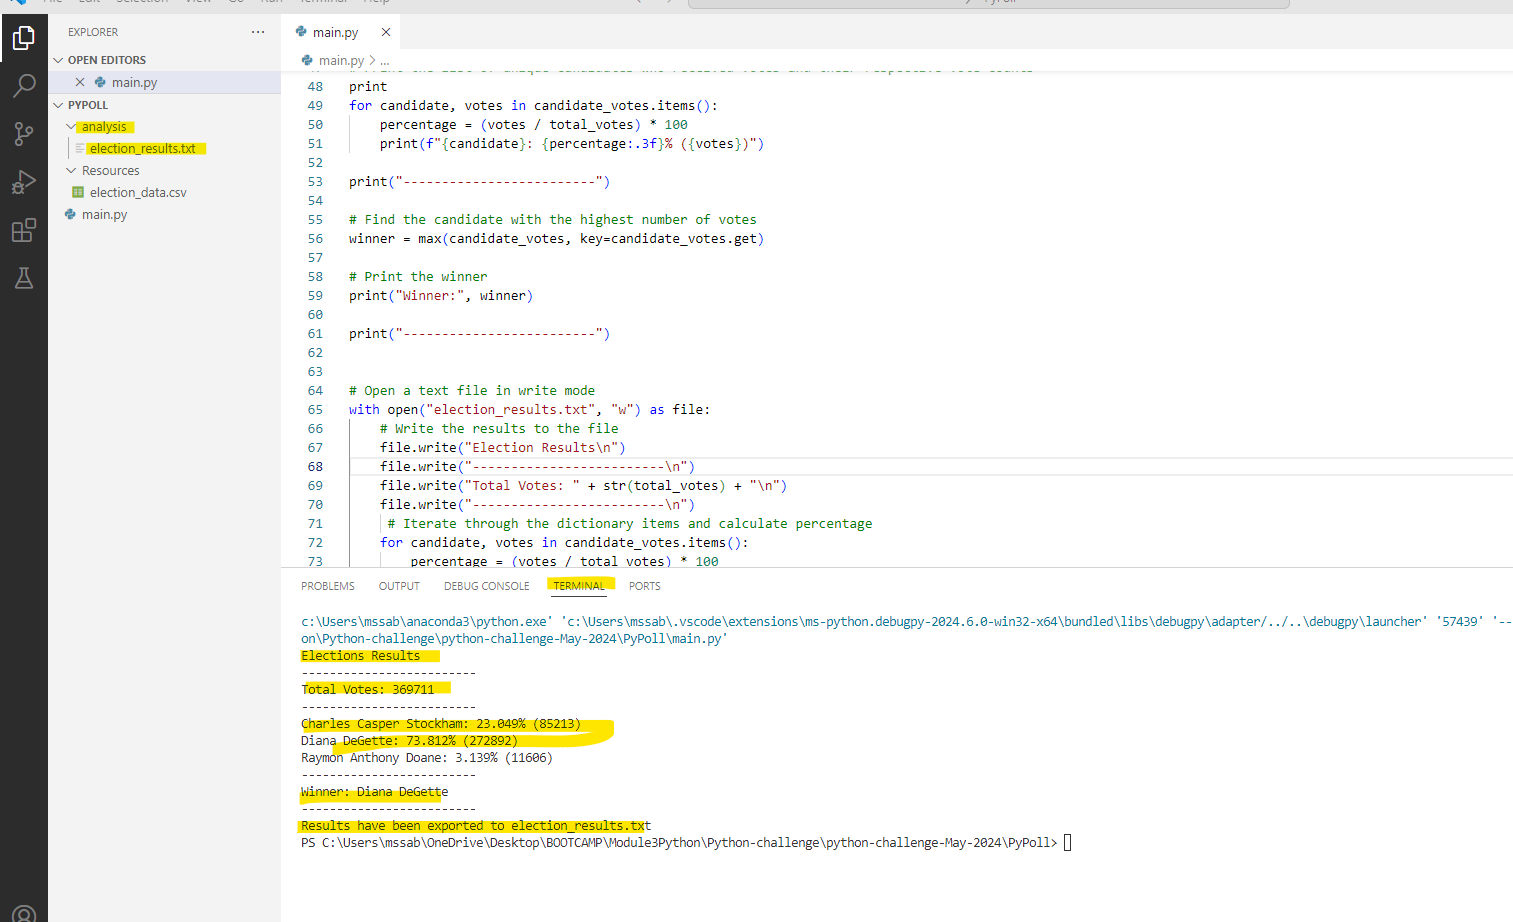 File Edit Selection View Go Run Terminal Help
PyPoll
EXPLORER
OPEN EDITORS
main.py
PYPOLL
analysis
election_results.txt
Resources
election_data.csv
main.py
main.py
main.py > ...
48 print
49 for candidate, votes in candidate_votes.items():
50 percentage = (votes / total_votes) * 100
51 print(f"{candidate}: {percentage:.3f}% ({votes})")
52
53 print("-------------------------")
54
55 # Find the candidate with the highest number of votes
56 winner = max(candidate_votes, key=candidate_votes.get)
57
58 # Print the winner
59 print("Winner:", winner)
60
61 print("-------------------------")
62
63
64 # Open a text file in write mode
65 with open("election_results.txt", "w") as file:
66 # Write the results to the file
67 file.write("Election Results\n")
68 file.write("-------------------------\n")
69 file.write("Total Votes: " + str(total_votes) + "\n")
70 file.write("-------------------------\n")
71 # Iterate through the dictionary items and calculate percentage
72 for candidate, votes in candidate_votes.items():
73 percentage = (votes / total_votes) * 100
PROBLEMS OUTPUT DEBUG CONSOLE TERMINAL PORTS
c:\Users\mssab\anaconda3\python.exe' 'c:\Users\mssab\.vscode\extensions\ms-python.debugpy-2024.6.0-win32-x64\bundled\libs\debugpy\adapter/../..\debugpy\launcher' '57439' '--
on\Python-challenge\python-challenge-May-2024\PyPoll\main.py'
Elections Results
-------------------------
Total Votes: 369711
-------------------------
Charles Casper Stockham: 23.049% (85213)
Diana DeGette: 73.812% (272892)
Raymon Anthony Doane: 3.139% (11606)
-------------------------
Winner: Diana DeGette
-------------------------
Results have been exported to election_results.txt
PS C:\Users\mssab\OneDrive\Desktop\BOOTCAMP\Module3Python\Python-challenge\python-challenge-May-2024\PyPoll>